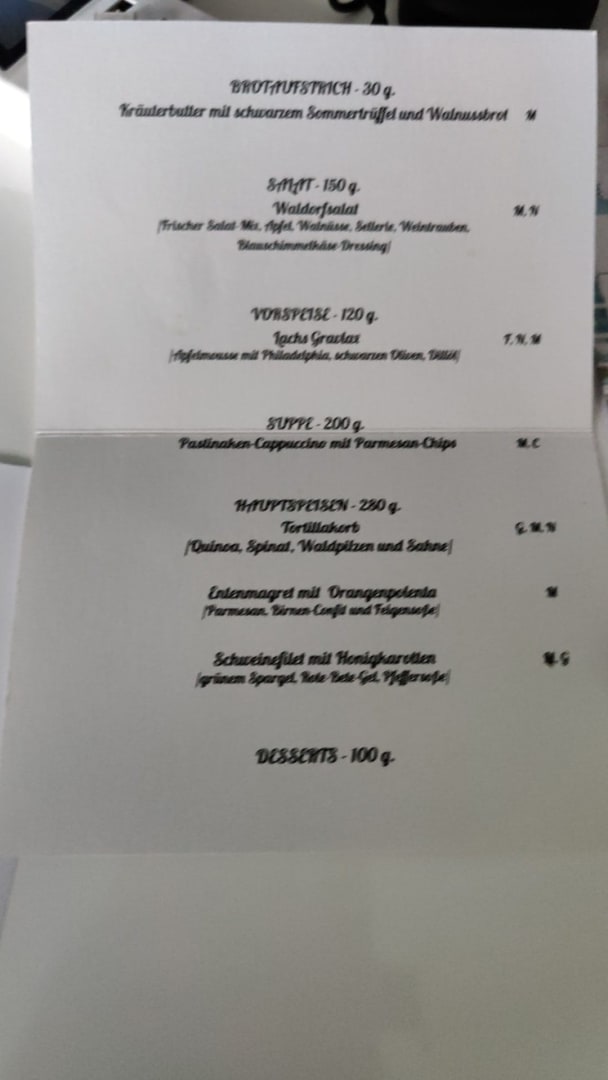 BROTAUFSTRICH - 30 g.
Kräuterbutter mit schwarzem Sommertrüffel und Walnussbrot M
SALAT - 150 g.
Waldorfsalat M, N
/Frischer Salat-Mix, Äpfel, Walnüsse, Sellerie, Weintrauben,
Blauschimmelkäse-Dressing/
VORSPEISE - 120 g.
Lachs Gravlax F, N, M
/Apfelmousse mit Philadelphia, schwarzen Oliven, Dillöl/
SUPPE - 200 g.
Pastinaken-Cappuccino mit Parmesan-Chips M, C
HAUPTSPEISEN - 280 g.
Tortillakorb G, M, N
/Quinoa, Spinat, Waldpilzen und Sahne/
Entenmagret mit Orangenpolenta M
/Parmesan, Birnen-Confit und Feigensoße/
Schweinefilet mit Honigkarotten M, G
/grünem Spargel, Rote-Bete-Gel, Pfeffersoße/
DESSERTS - 100 g.